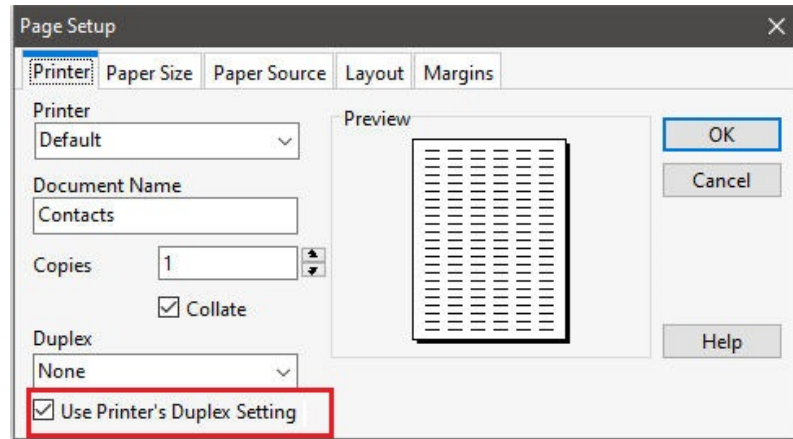 Page Setup
Printer Paper Size Paper Source Layout Margins
Printer
Default
Document Name
Contacts
Copies 1
Collate
Duplex
None
Use Printer's Duplex Setting
Preview
OK
Cancel
Help